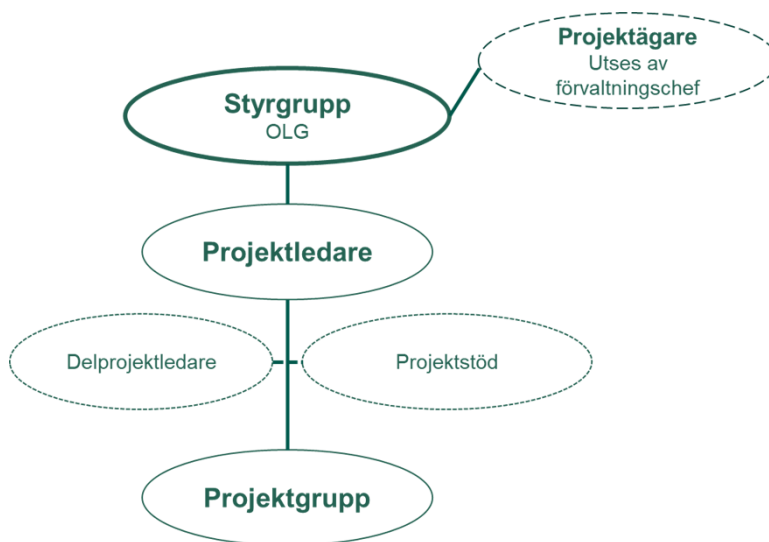 Projektägare
Utses av
förvaltningschef
Styrgrupp
OLG
Projektledare
Delprojektledare
Projektstöd
Projektgrupp